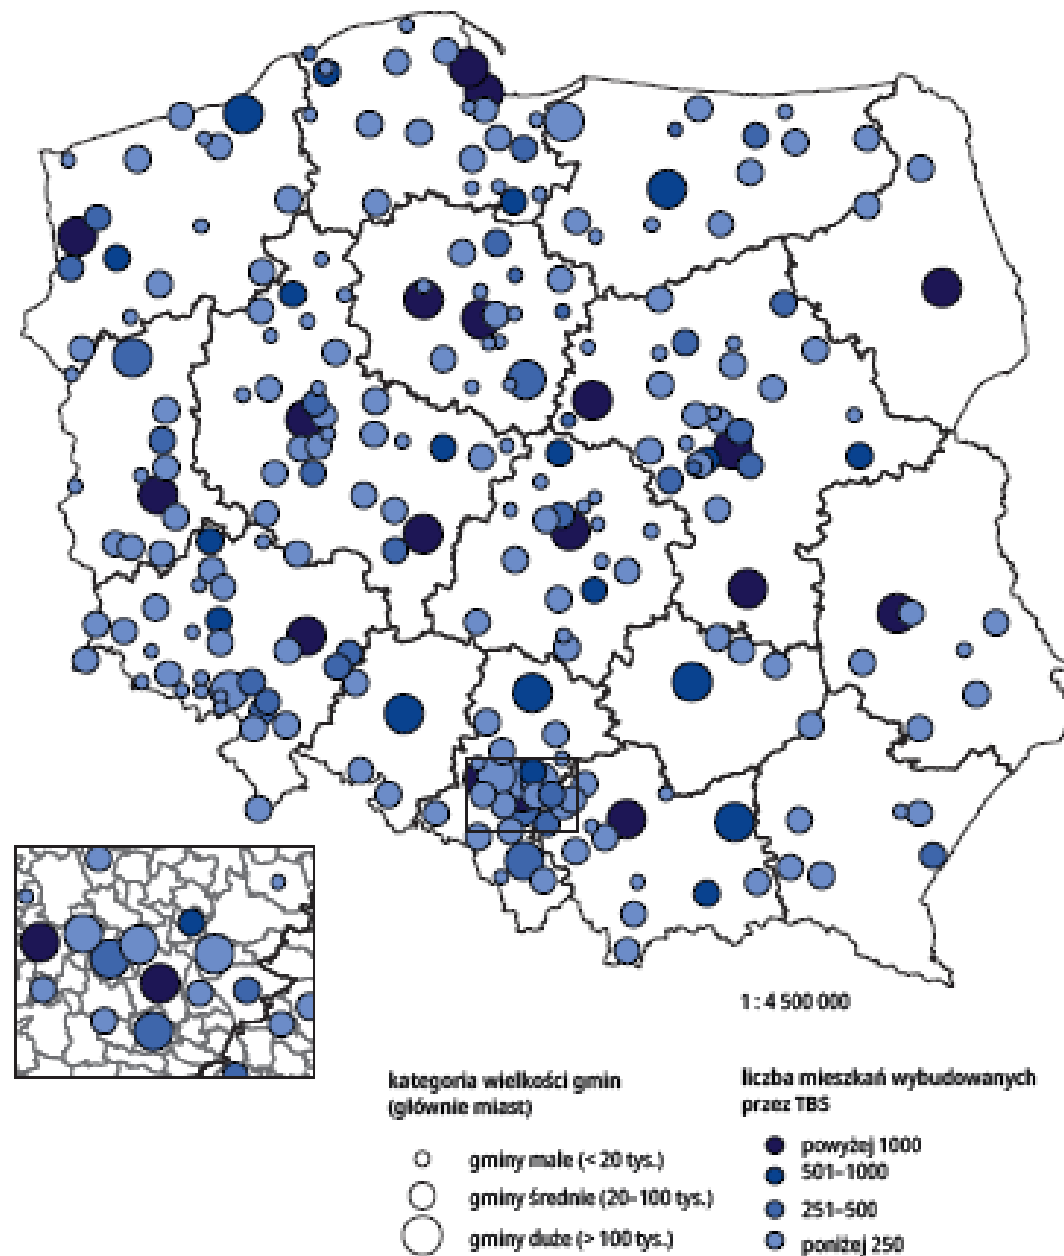 1 : 4 500 000
kategoria wielkości gmin
(głównie miast)
gminy małe (< 20 tys.)
gminy średnie (20–100 tys.)
gminy duże (> 100 tys.)
liczba mieszkań wybudowanych
przez TBS
powyżej 1000
501–1000
251–500
poniżej 250